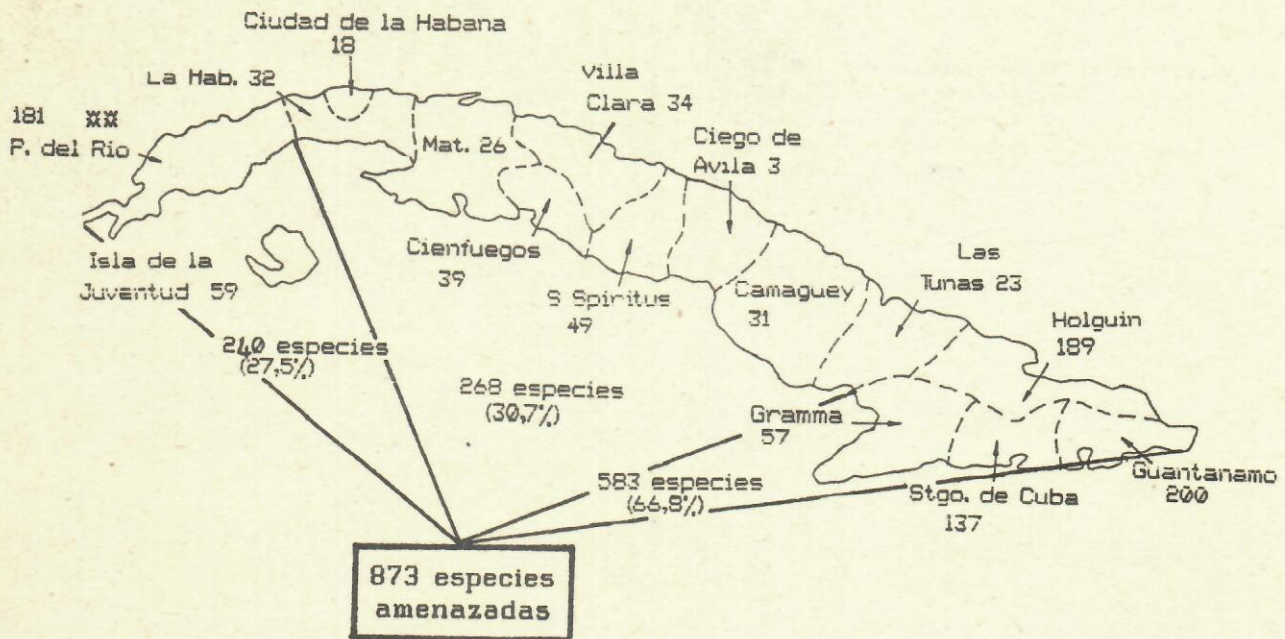 Ciudad de la Habana
18
La Hab. 32
Villa
Clara 34
181 ¤¤
P. del Rio
Mat. 26
Ciego de
Avila 3
Isla de la
Juventud 59
Cienfuegos
39
S Spiritus
49
Camaguey
31
Las
Tunas 23
Holguin
189
240 especies
(27,5%)
268 especies
(30,7%)
Gramma
57
583 especies
(66,8%)
Stgo. de Cuba
137
Guantanamo
200
873 especies
amenazadas